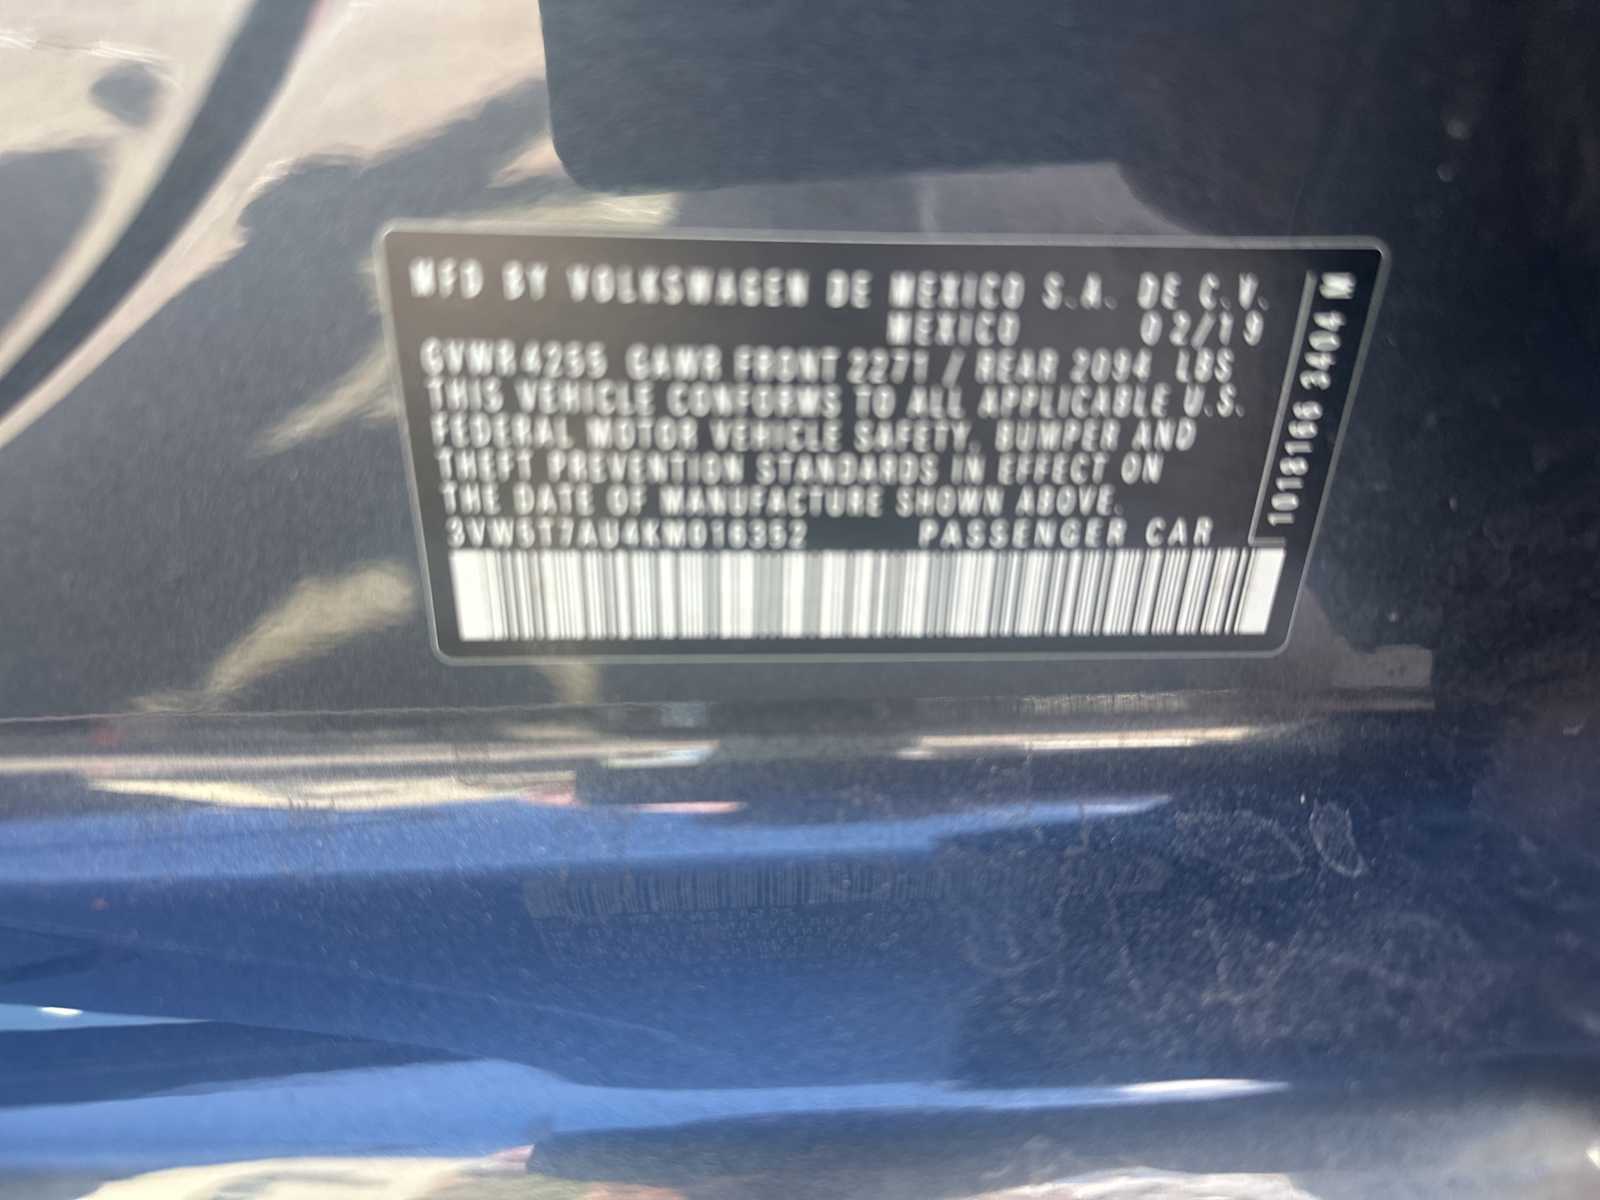 MFD BY VOLKSWAGEN DE MEXICO S.A. DE C.V.
MEXICO 02/19
GVWR 4255 GAWR FRONT 2271 / REAR 2094 LBS
THIS VEHICLE CONFORMS TO ALL APPLICABLE U.S.
FEDERAL MOTOR VEHICLE SAFETY, BUMPER AND
THEFT PREVENTION STANDARDS IN EFFECT ON
THE DATE OF MANUFACTURE SHOWN ABOVE.
3VW5T7AU4KM016352 PASSENGER CAR
1018166 3404 M